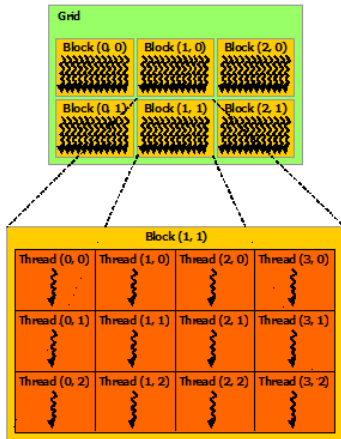 Grid
Block (0, 0) Block (1, 0) Block (2, 0)
Block (0, 1) Block (1, 1) Block (2, 1)
Block (1, 1)
Thread (0, 0) Thread (1, 0) Thread (2, 0) Thread (3, 0)
Thread (0, 1) Thread (1, 1) Thread (2, 1) Thread (3, 1)
Thread (0, 2) Thread (1, 2) Thread (2, 2) Thread (3, 2)